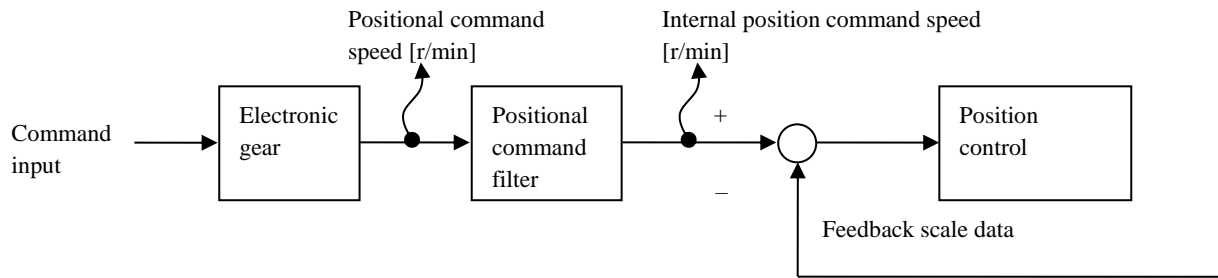 Positional command
speed [r/min]
Internal position command speed
[r/min]
Command
input
Electronic
gear
Positional
command
filter
+
−
Position
control
Feedback scale data